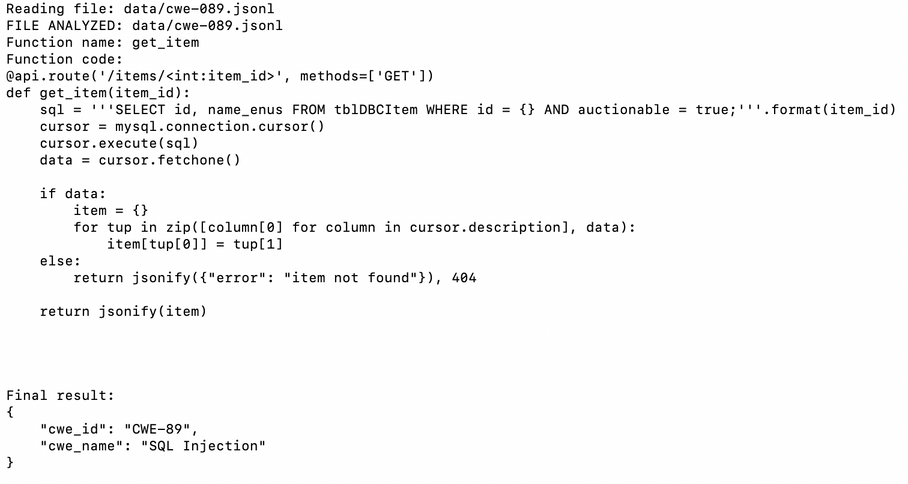 Reading file: data/cwe-089.jsonl
FILE ANALYZED: data/cwe-089.jsonl
Function name: get_item
Function code:
@api.route('/items/<int:item_id>', methods=['GET'])
def get_item(item_id):
    sql = '''SELECT id, name_enus FROM tblDBCItem WHERE id = {} AND auctionable = true;'''.format(item_id)
    cursor = mysql.connection.cursor()
    cursor.execute(sql)
    data = cursor.fetchone()

    if data:
        item = {}
        for tup in zip([column[0] for column in cursor.description], data):
            item[tup[0]] = tup[1]
    else:
        return jsonify({"error": "item not found"}), 404

    return jsonify(item)

Final result:
{
    "cwe_id": "CWE-89",
    "cwe_name": "SQL Injection"
}